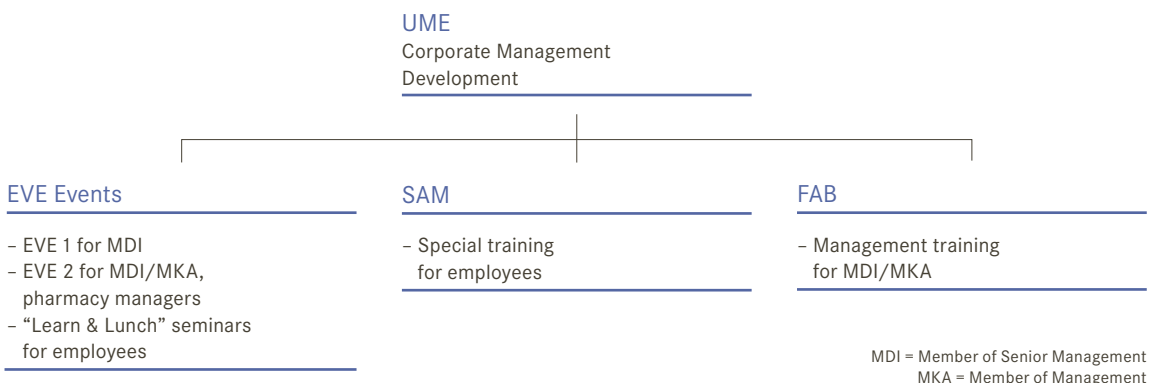 UME
Corporate Management
Development
EVE Events
– EVE 1 for MDI
– EVE 2 for MDI/MKA,
pharmacy managers
– “Learn & Lunch” seminars
for employees
SAM
– Special training
for employees
FAB
– Management training
for MDI/MKA
MDI = Member of Senior Management
MKA = Member of Management